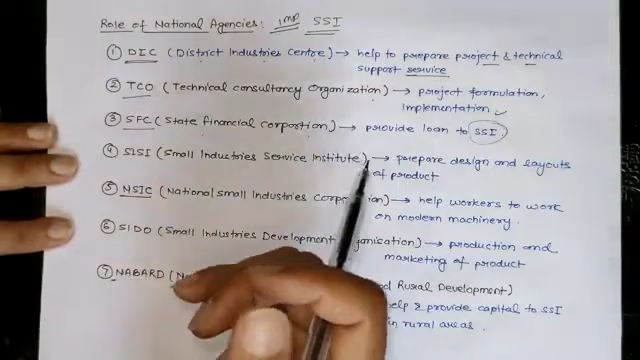 Role of National Agencies: imp SSI
① DIC (District Industries Centre) → help to prepare project & technical
support service
② TCO (Technical consultancy Organization) → project formulation,
implementation
③ SFC (State financial corportion) → provide loan to SSI
④ SISI (Small Industries Service Institute) → prepare design and layouts
of product
⑤ NSIC (National small Industries → help workers to work
on modern machinery.
⑥ SIDO (Small Industries Development → production and
marketing of product
⑦ NABARD Rural Development)
help & provide capital to SSI
in rural areas.